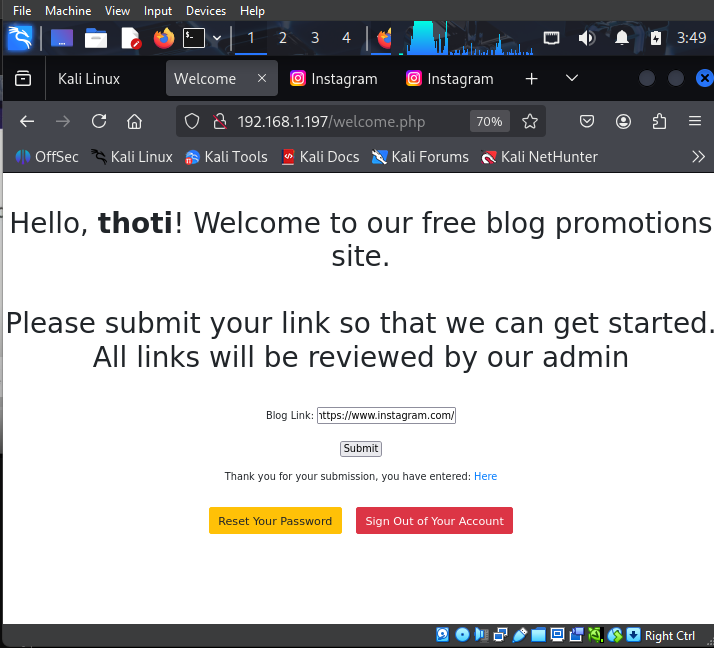 File Machine View Input Devices Help
1 2 3 4 3:49
Kali Linux Welcome Instagram Instagram
192.168.1.197/welcome.php 70%
OffSec Kali Linux Kali Tools Kali Docs Kali Forums Kali NetHunter
Hello, thoti! Welcome to our free blog promotions
site.
Please submit your link so that we can get started.
All links will be reviewed by our admin
Blog Link: https://www.instagram.com/
Submit
Thank you for your submission, you have entered: Here
Reset Your Password Sign Out of Your Account
Right Ctrl